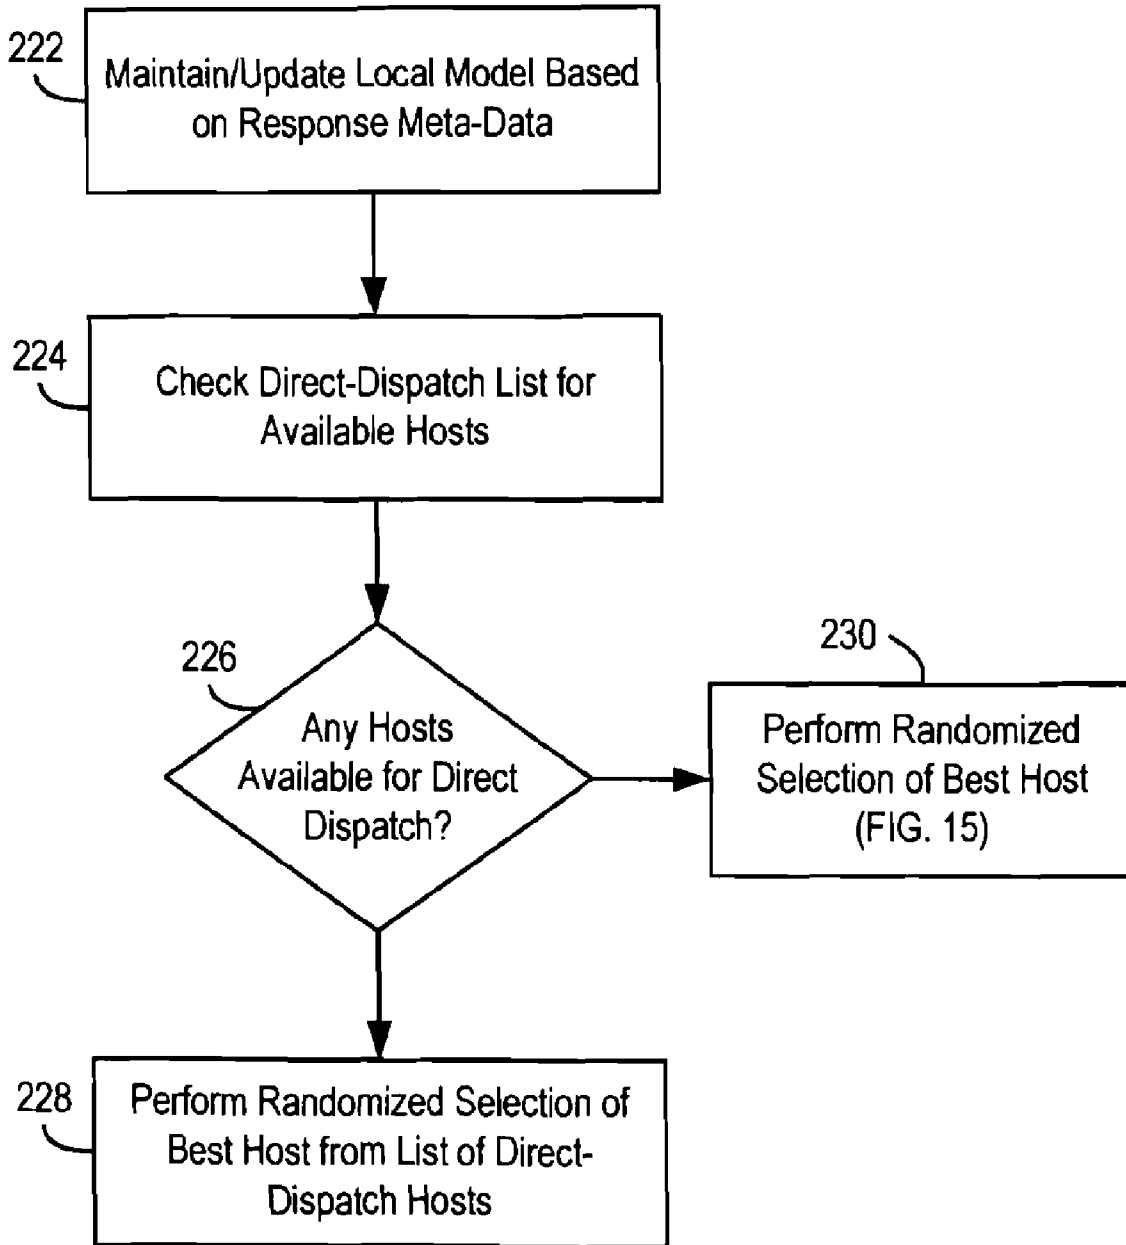 222
Maintain/Update Local Model Based
on Response Meta-Data
224
Check Direct-Dispatch List for
Available Hosts
226
Any Hosts
Available for Direct
Dispatch?
230
Perform Randomized
Selection of Best Host
(FIG. 15)
228
Perform Randomized Selection of
Best Host from List of Direct-
Dispatch Hosts